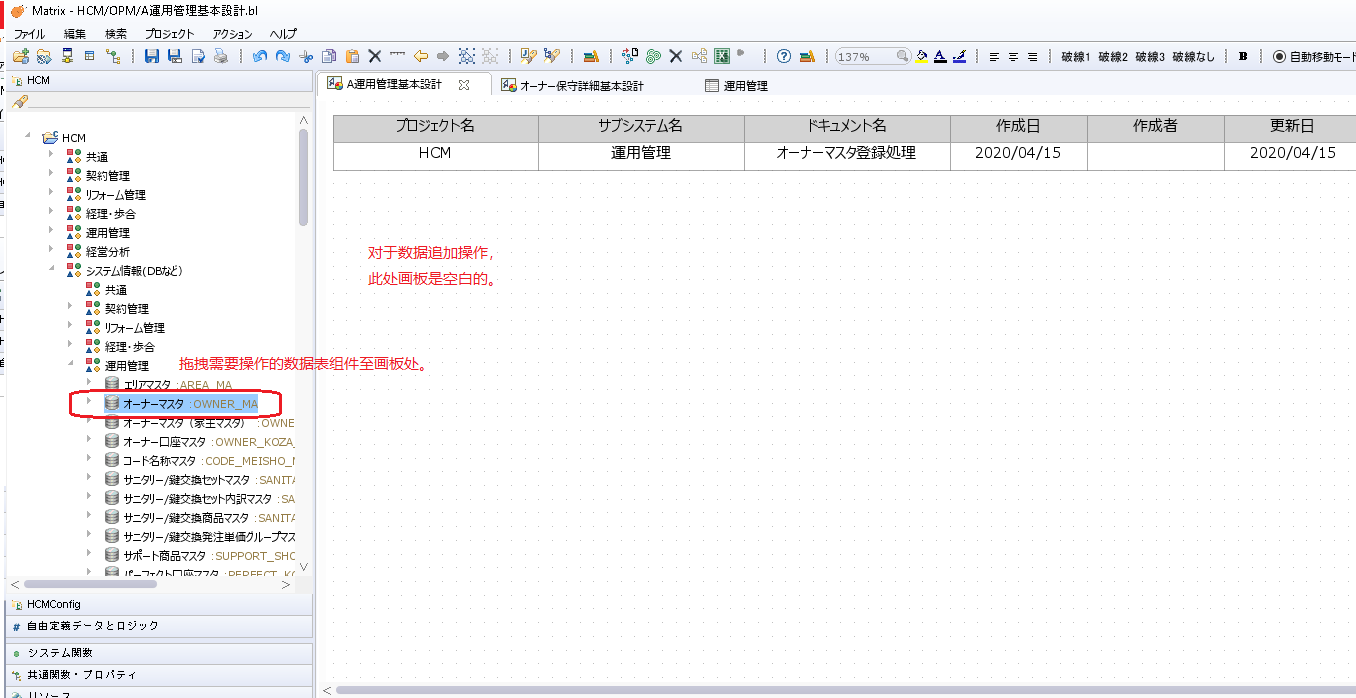 Matrix - HCM/OPM/A運用管理基本設計.bl
ファイル 編集 検索 プロジェクト アクション ヘルプ
137% 破線1 破線2 破線3 破線なし B 自動移動モード
HCM
A運用管理基本設計 オーナー保守詳細基本設計 運用管理
プロジェクト名 サブシステム名 ドキュメント名 作成日 作成者 更新日
HCM 運用管理 オーナーマスタ登録処理 2020/04/15 2020/04/15
HCM
共通
契約管理
リフォーム管理
経理・歩合
運用管理
経営分析
システム情報(DBなど)
共通
契約管理
リフォーム管理
経理・歩合
運用管理
对于数据追加操作，
此处画板是空白的。
拖拽需要操作的数据表组件至画板处。
エリアマスタ :AREA_MA
オーナーマスタ :OWNER_MA
オーナーマスタ（家主マスタ） :OWNE
オーナー口座マスタ :OWNER_KOZA_
コード名称マスタ :CODE_MEISHO_M
サニタリー/鍵交換セットマスタ :SANITA
サニタリー/鍵交換セット内訳マスタ :SA
サニタリー/鍵交換商品マスタ :SANITA
サニタリー/鍵交換発注単価グループマス
サポート商品マスタ :SUPPORT_SHO
パーフェクト口座マスタ :PERFECT_KO
HCMConfig
# 自由定義データとロジック
システム関数
共通関数・プロパティ
リソース